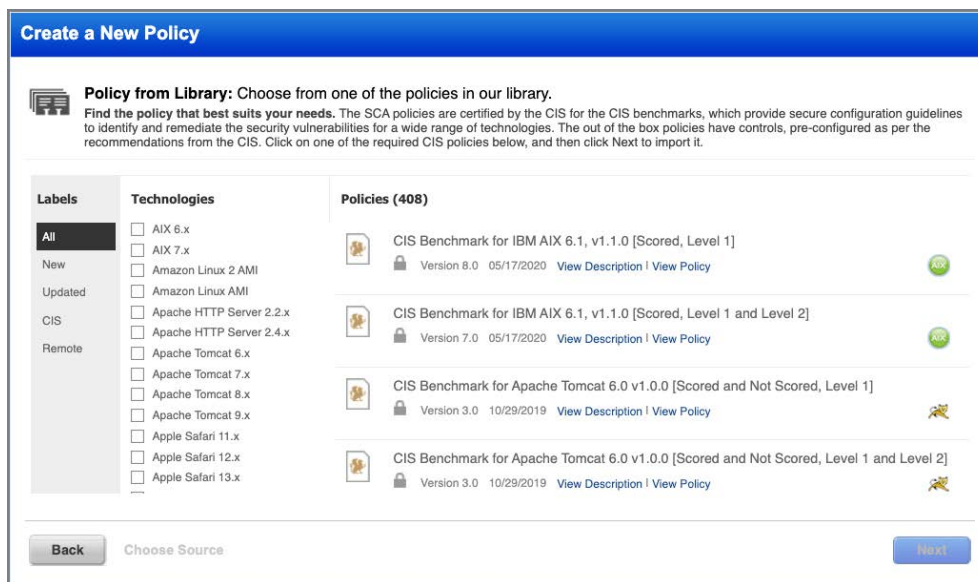 Create a New Policy
Policy from Library: Choose from one of the policies in our library.
Find the policy that best suits your needs. The SCA policies are certified by the CIS for the CIS benchmarks, which provide secure configuration guidelines
to identify and remediate the security vulnerabilities for a wide range of technologies. The out of the box policies have controls, pre-configured as per the
recommendations from the CIS. Click on one of the required CIS policies below, and then click Next to import it.
Labels
All
New
Updated
CIS
Remote
Technologies
AIX 6.x
AIX 7.x
Amazon Linux 2 AMI
Amazon Linux AMI
Apache HTTP Server 2.2.x
Apache HTTP Server 2.4.x
Apache Tomcat 6.x
Apache Tomcat 7.x
Apache Tomcat 8.x
Apache Tomcat 9.x
Apple Safari 11.x
Apple Safari 12.x
Apple Safari 13.x
Policies (408)
CIS Benchmark for IBM AIX 6.1, v1.1.0 [Scored, Level 1]
Version 8.0 05/17/2020 View Description | View Policy
AIX
CIS Benchmark for IBM AIX 6.1, v1.1.0 [Scored, Level 1 and Level 2]
Version 7.0 05/17/2020 View Description | View Policy
AIX
CIS Benchmark for Apache Tomcat 6.0 v1.0.0 [Scored and Not Scored, Level 1]
Version 3.0 10/29/2019 View Description | View Policy
CIS Benchmark for Apache Tomcat 6.0 v1.0.0 [Scored and Not Scored, Level 1 and Level 2]
Version 3.0 10/29/2019 View Description | View Policy
Back
Choose Source
Next